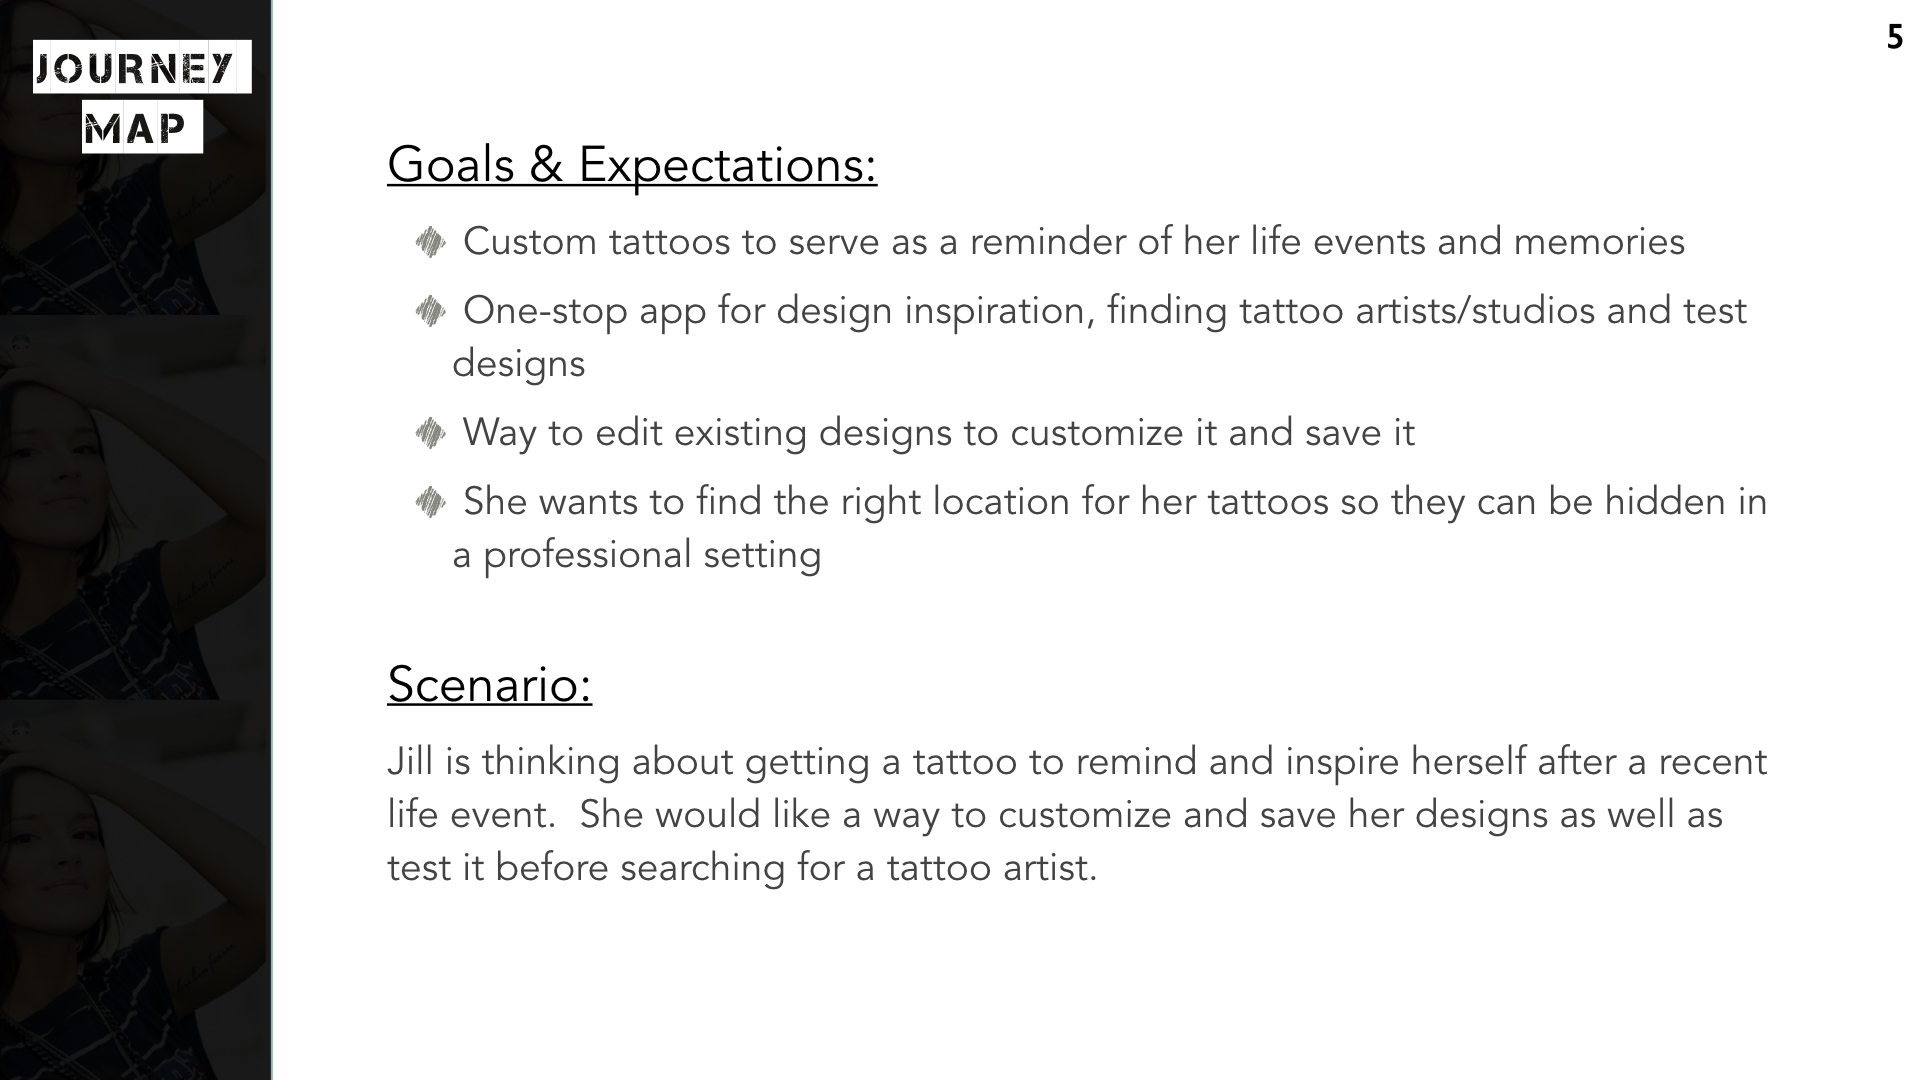 JOURNEY
MAP
5
Goals & Expectations:
Custom tattoos to serve as a reminder of her life events and memories
One-stop app for design inspiration, finding tattoo artists/studios and test
designs
Way to edit existing designs to customize it and save it
She wants to find the right location for her tattoos so they can be hidden in
a professional setting
Scenario:
Jill is thinking about getting a tattoo to remind and inspire herself after a recent
life event.  She would like a way to customize and save her designs as well as
test it before searching for a tattoo artist.